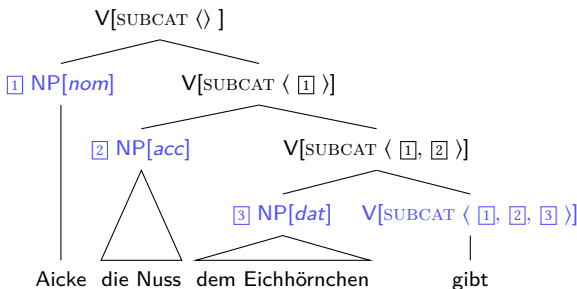 V[SUBCAT ⟨⟩ ]
1 NP[nom] V[SUBCAT ⟨ 1 ⟩]
2 NP[acc] V[SUBCAT ⟨ 1, 2 ⟩]
3 NP[dat] V[SUBCAT ⟨ 1, 2, 3 ⟩]
Aicke die Nuss dem Eichhörnchen gibt